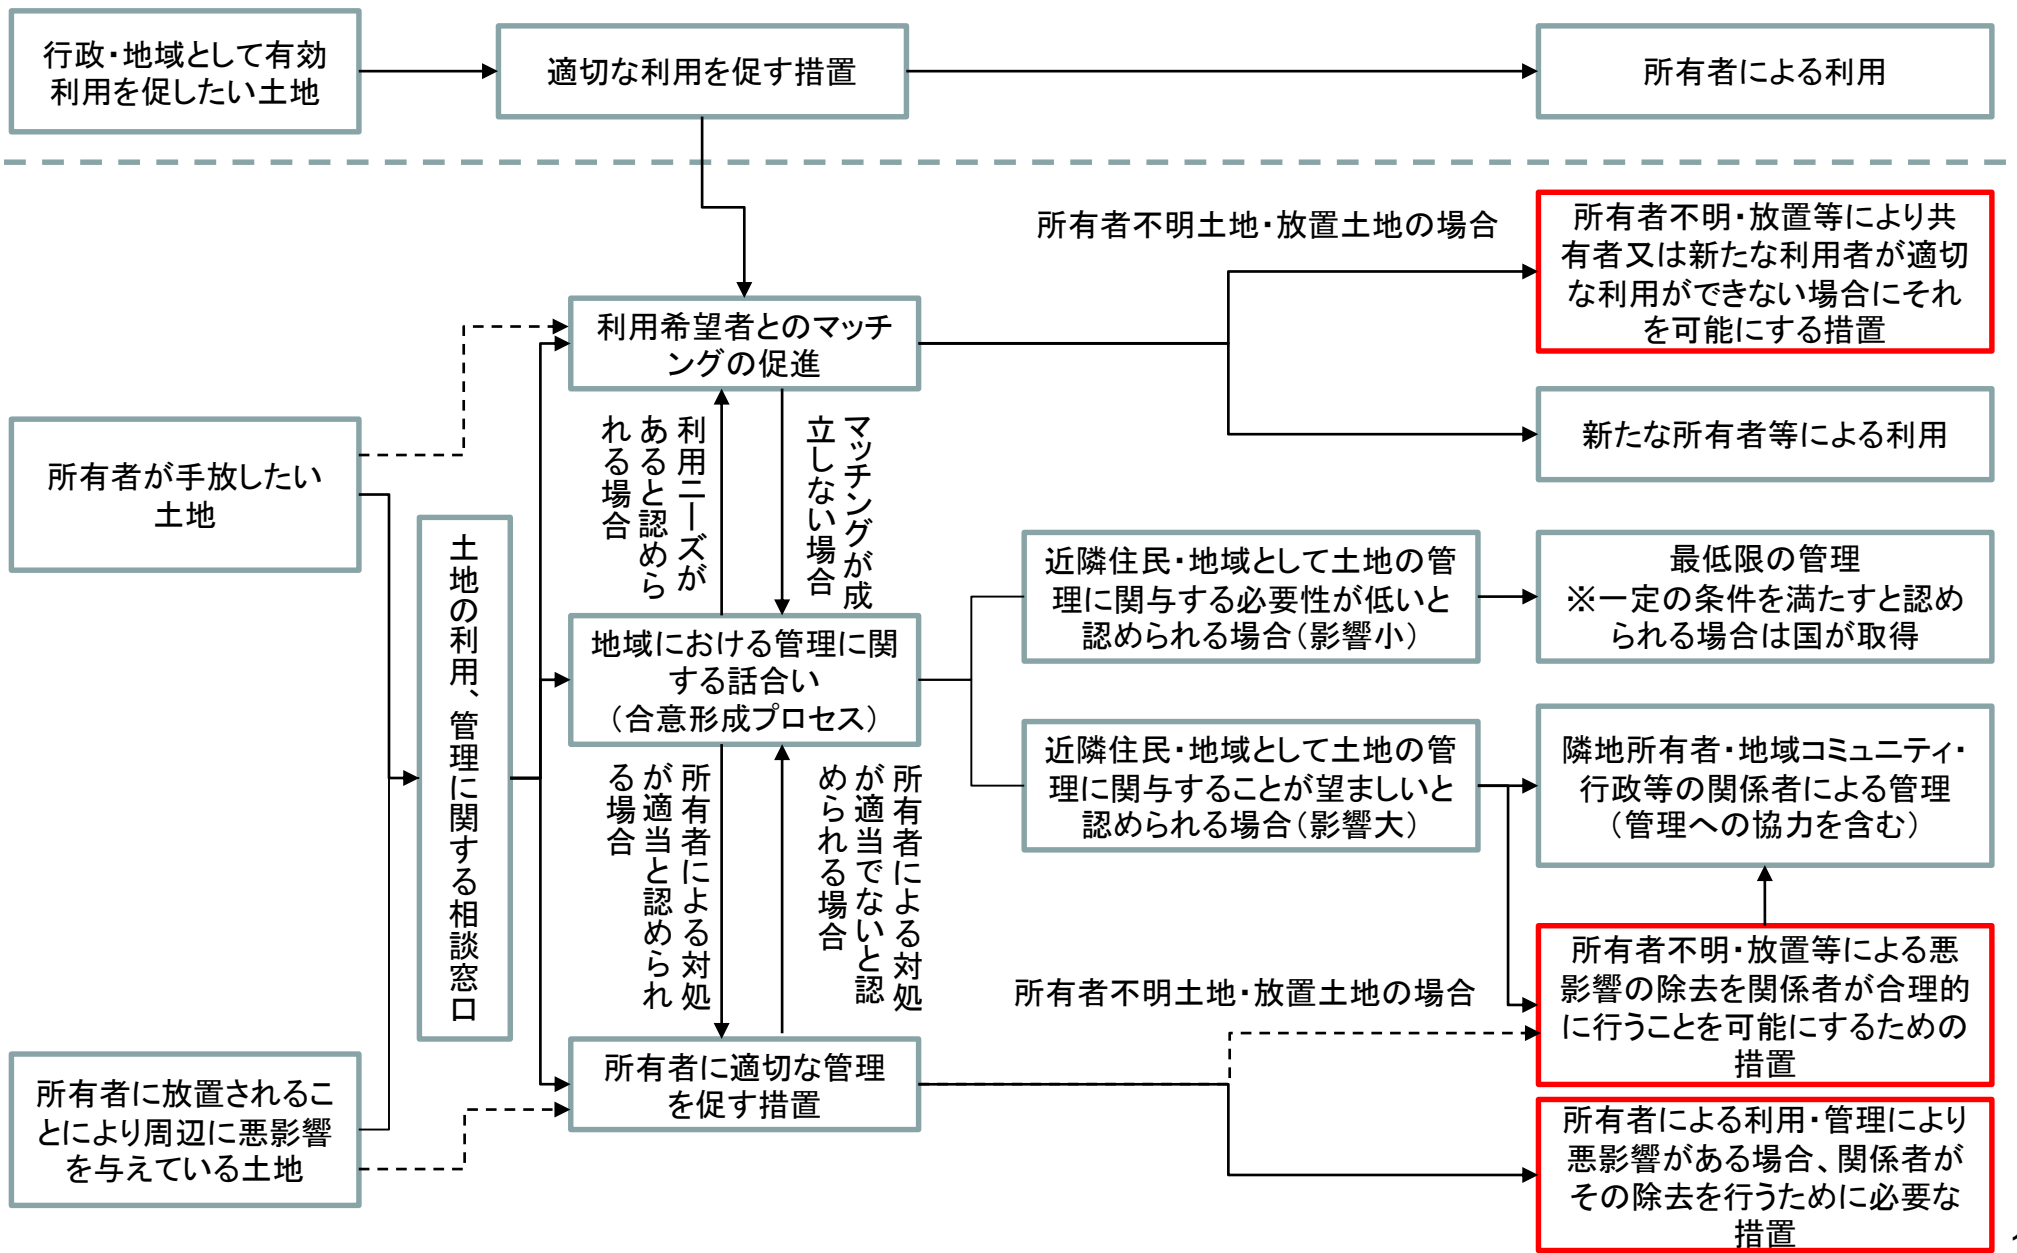 行政・地域として有効
利用を促したい土地
適切な利用を促す措置
所有者による利用
所有者不明土地・放置土地の場合
所有者不明・放置等により共
有者又は新たな利用者が適切
な利用ができない場合にそれ
を可能にする措置
利用希望者とのマッチ
ングの促進
新たな所有者等による利用
所有者が手放したい
土地
利用ニーズが
あると認めら
れる場合
マッチングが成
立しない場合
土地の利用、管理に関する相談窓口
近隣住民・地域として土地の管
理に関与する必要性が低いと
認められる場合（影響小）
最低限の管理
※一定の条件を満たすと認め
られる場合は国が取得
地域における管理に関
する話合い
（合意形成プロセス）
近隣住民・地域として土地の管
理に関与することが望ましいと
認められる場合（影響大）
隣地所有者・地域コミュニティ・
行政等の関係者による管理
（管理への協力を含む）
所有者による対処
が適当と認められ
る場合
所有者による対処
が適当でないと認
められる場合
所有者不明土地・放置土地の場合
所有者不明・放置等による悪
影響の除去を関係者が合理的
に行うことを可能にするための
措置
所有者に放置されるこ
とにより周辺に悪影響
を与えている土地
所有者に適切な管理
を促す措置
所有者による利用・管理により
悪影響がある場合、関係者が
その除去を行うために必要な
措置